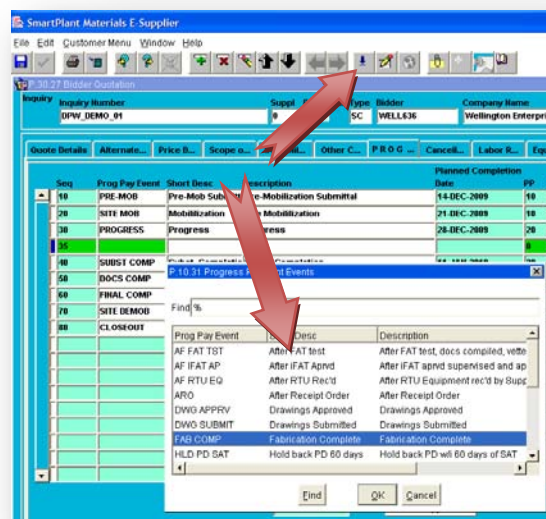 SmartPlant Materials E-Supplier
File Edit Customer Menu Window Help
P.30.27 Bidder Quotation
Inquiry Inquiry Number Suppl Type Bidder Company Name
DPW_DEMO_01 0 SC WELL636 Wellington Enterpri
Quote Details Alternate... Price B... Scope o... Other C... P R O G ... Cancell... Labor R... Equ
Planned Completion
Seq Prog Pay Event Short Desc Date PP
10 PRE-MOB Pre-Mob Pre-Mobilization Submittal 14-DEC-2009 10
20 SITE MOB Mobilization Mobilization 21-DEC-2009 10
30 PROGRESS Progress 28-DEC-2009 20
35 0
40 SUBST COMP
50 DOCS COMP
60 FINAL COMP
70 SITE DEMOB
80 CLOSEOUT
P.10.31 Progress Events
Find %
Prog Pay Event Desc Description
AF FAT TST After FAT test After FAT test, docs compiled, vette
AF IFAT AP After iFAT Aprvd After iFAT aprvd supervised and ap
AF RTU EQ After RTU Rec'd After RTU Equipment rec'd by Supp
ARO After Receipt Order After Receipt Order
DWG APPRV Drawings Approved Drawings Approved
DWG SUBMIT Drawings Submitted Drawings Submitted
FAB COMP Fabrication Complete Fabrication Complete
HLD PD SAT Hold back PD 60 days Hold back PD w/i 60 days of SAT
Find OK Cancel